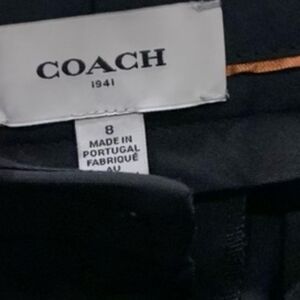 COACH
1941
8
MADE IN
PORTUGAL
FABRIQUÉ
AU